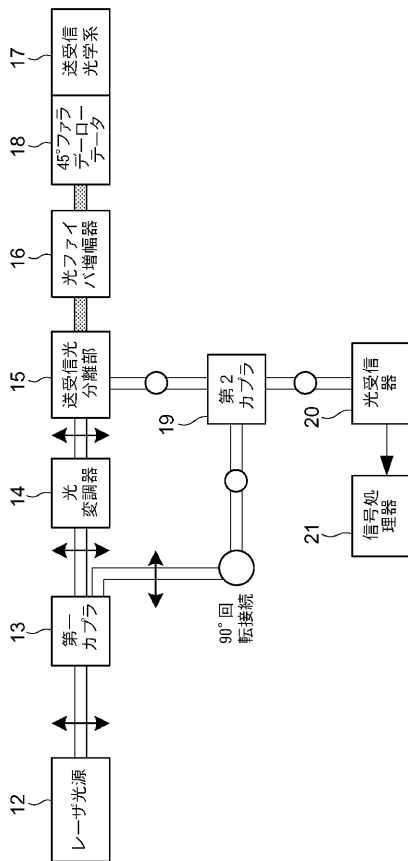 12
レーザ光源
13
第一
カプラ
14
光
変調器
15
送受信光
分離部
16
光ファイ
バ増幅器
18
45°ファラ
デーロー
テータ
17
送受信
光学系
90°回
転接続
19
第2
カプラ
20
光受信
器
21
信号処
理器